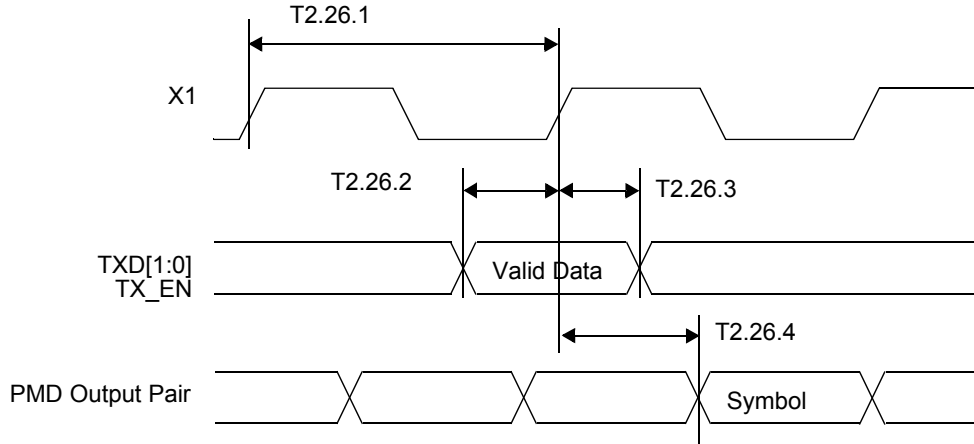 T2.26.1
X1
T2.26.2
T2.26.3
TXD[1:0]
TX_EN
Valid Data
T2.26.4
PMD Output Pair
Symbol